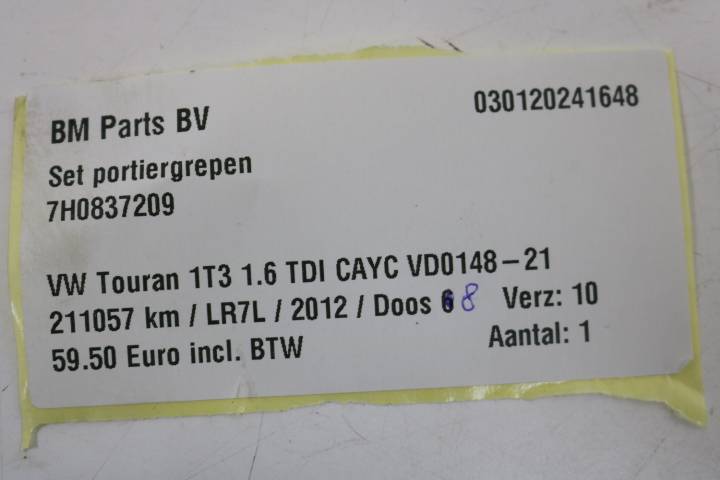 BM Parts BV 030120241648
Set portiergrepen
7H0837209
VW Touran 1T3 1.6 TDI CAYC VD0148-21
211057 km / LR7L / 2012 / Doos 6 8 Verz: 10
59.50 Euro incl. BTW Aantal: 1